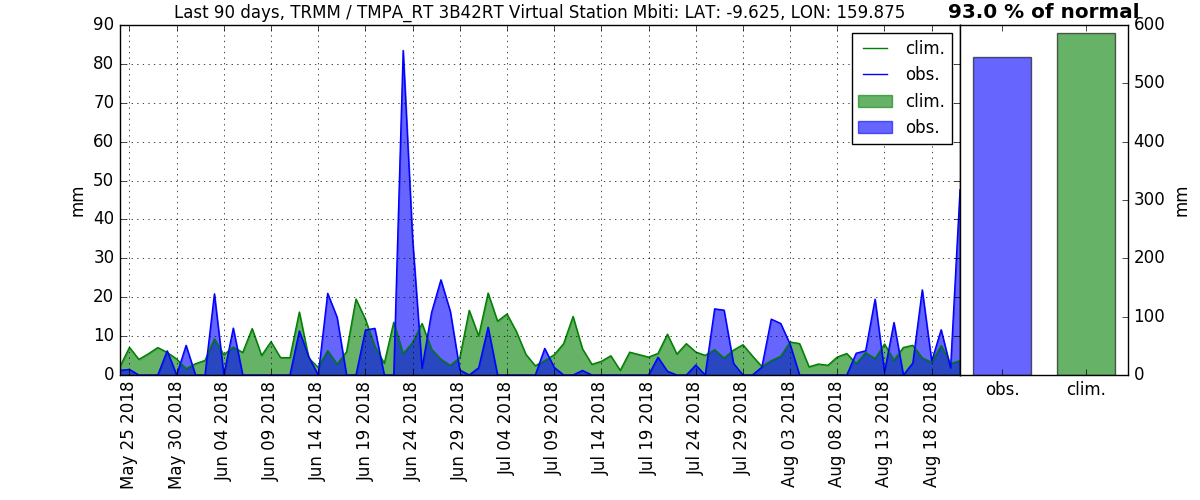 Last 90 days, TRMM / TMPA_RT 3B42RT Virtual Station Mbiti: LAT: -9.625, LON: 159.875
93.0 % of normal
90
80
70
60
50
40
30
20
10
0
mm
clim.
obs.
clim.
obs.
600
500
400
300
200
100
0
mm
May 25 2018
May 30 2018
Jun 04 2018
Jun 09 2018
Jun 14 2018
Jun 19 2018
Jun 24 2018
Jun 29 2018
Jul 04 2018
Jul 09 2018
Jul 14 2018
Jul 19 2018
Jul 24 2018
Jul 29 2018
Aug 03 2018
Aug 08 2018
Aug 13 2018
Aug 18 2018
obs.
clim.